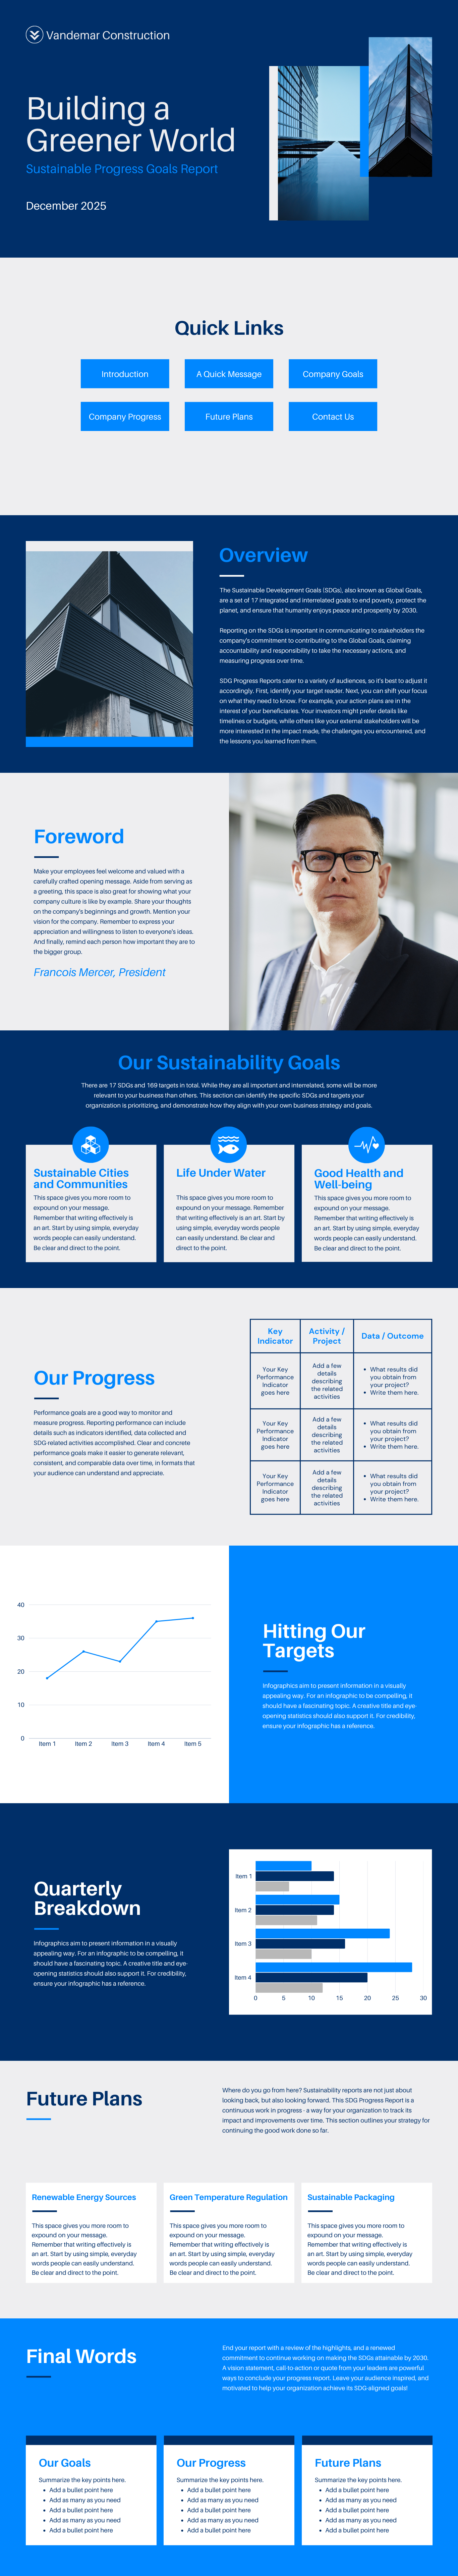 Vandemar Construction
Building a
Greener World
Sustainable Progress Goals Report
December 2025
Quick Links
Introduction
A Quick Message
Company Goals
Company Progress
Future Plans
Contact Us
Overview
The Sustainable Development Goals (SDGs), also known as Global Goals,
are a set of 17 integrated and interrelated goals to end poverty, protect the
planet, and ensure that humanity enjoys peace and prosperity by 2030.
Reporting on the SDGs is important in communicating to stakeholders the
company's commitment to contributing to the Global Goals, claiming
accountability and responsibility to take the necessary actions, and
measuring progress over time.
SDG Progress Reports cater to a variety of audiences, so it's best to adjust it
accordingly. First, identify your target reader. Next, you can shift your focus
on what they need to know. For example, your action plans are in the
interest of your beneficiaries. Your investors might prefer details like
timelines or budgets, while others like your external stakeholders will be
more interested in the impact made, the challenges you encountered, and
the lessons you learned from them.
Foreword
Make your employees feel welcome and valued with a
carefully crafted opening message. Aside from serving as
a greeting, this space is also great for showing what your
company culture is like by example. Share your thoughts
on the company's beginnings and growth. Mention your
vision for the company. Remember to express your
appreciation and willingness to listen to everyone's ideas.
And finally, remind each person how important they are to
the bigger group.
Francois Mercer, President
Our Sustainability Goals
There are 17 SDGs and 169 targets in total. While they are all important and interrelated, some will be more
relevant to your business than others. This section can identify the specific SDGs and targets your
organization is prioritizing, and demonstrate how they align with your own business strategy and goals.
Sustainable Cities
and Communities
This space gives you more room to
expound on your message.
Remember that writing effectively is
an art. Start by using simple, everyday
words people can easily understand.
Be clear and direct to the point.
Life Under Water
This space gives you more room to
expound on your message. Remember
that writing effectively is an art. Start by
using simple, everyday words people
can easily understand. Be clear and
direct to the point.
Good Health and
Well-being
This space gives you more room to
expound on your message.
Remember that writing effectively is
an art. Start by using simple, everyday
words people can easily understand.
Be clear and direct to the point.
Our Progress
Performance goals are a good way to monitor and
measure progress. Reporting performance can include
details such as indicators identified, data collected and
SDG-related activities accomplished. Clear and concrete
performance goals make it easier to generate relevant,
consistent, and comparable data over time, in formats that
your audience can understand and appreciate.
Key
Indicator
Activity /
Project
Data / Outcome
Your Key
Performance
Indicator
goes here
Add a few
details
describing
the related
activities
• What results did
you obtain from
your project?
• Write them here.
Your Key
Performance
Indicator
goes here
Add a few
details
describing
the related
activities
• What results did
you obtain from
your project?
• Write them here.
Your Key
Performance
Indicator
goes here
Add a few
details
describing
the related
activities
• What results did
you obtain from
your project?
• Write them here.
40
30
20
10
0
Item 1
Item 2
Item 3
Item 4
Item 5
Hitting Our
Targets
Infographics aim to present information in a visually
appealing way. For an infographic to be compelling, it
should have a fascinating topic. A creative title and eye-
opening statistics should also support it. For credibility,
ensure your infographic has a reference.
Quarterly
Breakdown
Infographics aim to present information in a visually
appealing way. For an infographic to be compelling, it
should have a fascinating topic. A creative title and eye-
opening statistics should also support it. For credibility,
ensure your infographic has a reference.
Item 1
Item 2
Item 3
Item 4
0
5
10
15
20
25
30
Future Plans
Where do you go from here? Sustainability reports are not just about
looking back, but also looking forward. This SDG Progress Report is a
continuous work in progress - a way for your organization to track its
impact and improvements over time. This section outlines your strategy for
continuing the good work done so far.
Renewable Energy Sources
This space gives you more room to
expound on your message.
Remember that writing effectively is
an art. Start by using simple, everyday
words people can easily understand.
Be clear and direct to the point.
Green Temperature Regulation
This space gives you more room to
expound on your message.
Remember that writing effectively is
an art. Start by using simple, everyday
words people can easily understand.
Be clear and direct to the point.
Sustainable Packaging
This space gives you more room to
expound on your message.
Remember that writing effectively is
an art. Start by using simple, everyday
words people can easily understand.
Be clear and direct to the point.
Final Words
End your report with a review of the highlights, and a renewed
commitment to continue working on making the SDGs attainable by 2030.
A vision statement, call-to-action or quote from your leaders are powerful
ways to conclude your progress report. Leave your audience inspired, and
motivated to help your organization achieve its SDG-aligned goals!
Our Goals
Summarize the key points here.
• Add a bullet point here
• Add as many as you need
• Add a bullet point here
• Add as many as you need
• Add a bullet point here
Our Progress
Summarize the key points here.
• Add a bullet point here
• Add as many as you need
• Add a bullet point here
• Add as many as you need
• Add a bullet point here
Future Plans
Summarize the key points here.
• Add a bullet point here
• Add as many as you need
• Add a bullet point here
• Add as many as you need
• Add a bullet point here